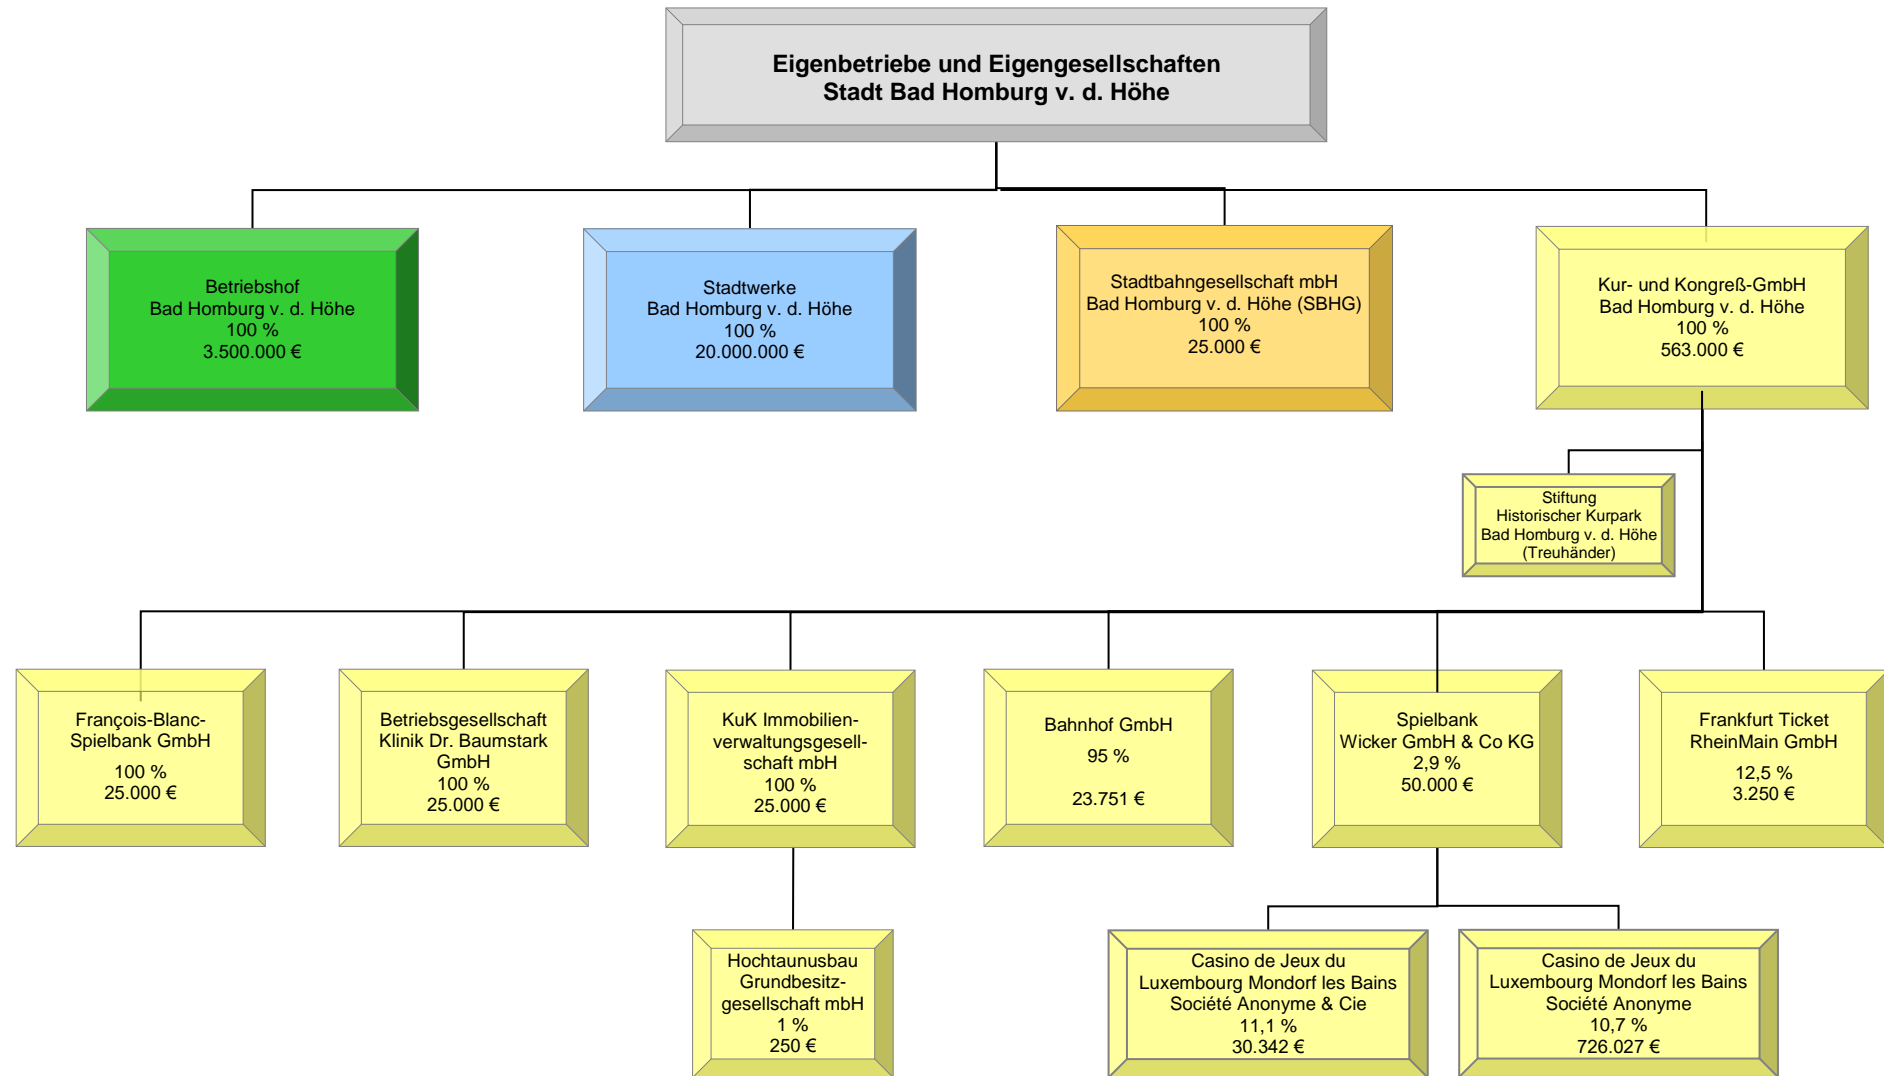 Eigenbetriebe und Eigengesellschaften
Stadt Bad Homburg v. d. Höhe
Betriebshof
Bad Homburg v. d. Höhe
100 %
3.500.000 €
Stadtwerke
Bad Homburg v. d. Höhe
100 %
20.000.000 €
Stadtbahngesellschaft mbH
Bad Homburg v. d. Höhe (SBHG)
100 %
25.000 €
Kur- und Kongreß-GmbH
Bad Homburg v. d. Höhe
100 %
563.000 €
Stiftung
Historischer Kurpark
Bad Homburg v. d. Höhe
(Treuhänder)
François-Blanc-
Spielbank GmbH
100 %
25.000 €
Betriebsgesellschaft
Klinik Dr. Baumstark
GmbH
100 %
25.000 €
KuK Immobilien-
verwaltungsgesell-
schaft mbH
100 %
25.000 €
Bahnhof GmbH
95 %
23.751 €
Spielbank
Wicker GmbH & Co KG
2,9 %
50.000 €
Frankfurt Ticket
RheinMain GmbH
12,5 %
3.250 €
Hochtaunusbau
Grundbesitz-
gesellschaft mbH
1 %
250 €
Casino de Jeux du
Luxembourg Mondorf les Bains
Société Anonyme & Cie
11,1 %
30.342 €
Casino de Jeux du
Luxembourg Mondorf les Bains
Société Anonyme
10,7 %
726.027 €